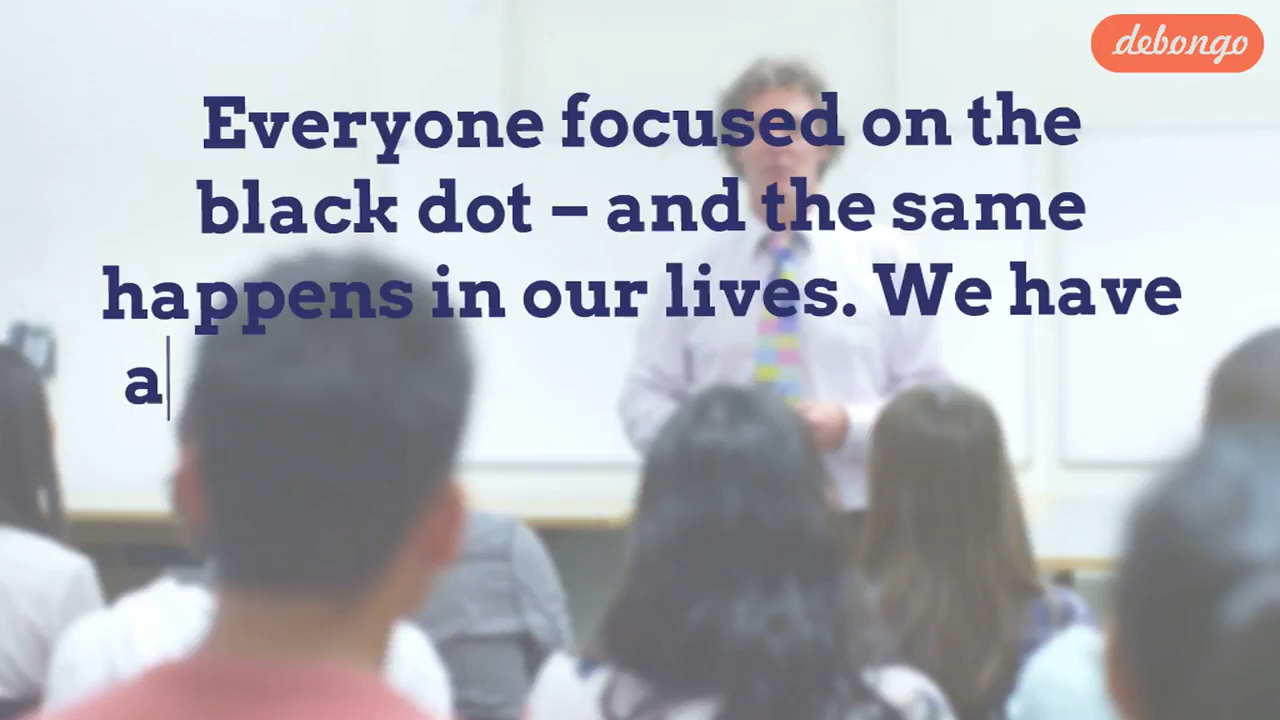 debongo
Everyone focused on the
black dot – and the same
happens in our lives. We have
a